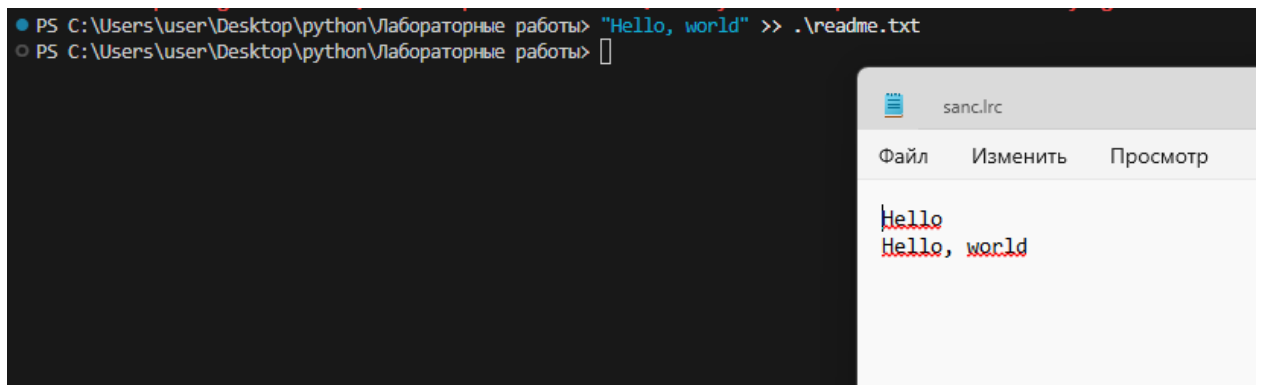 PS C:\Users\user\Desktop\python\Лабораторные работы> "Hello, world" >> .\readme.txt
PS C:\Users\user\Desktop\python\Лабораторные работы>
sanc.lrc
Файл Изменить Просмотр
Hello
Hello, world